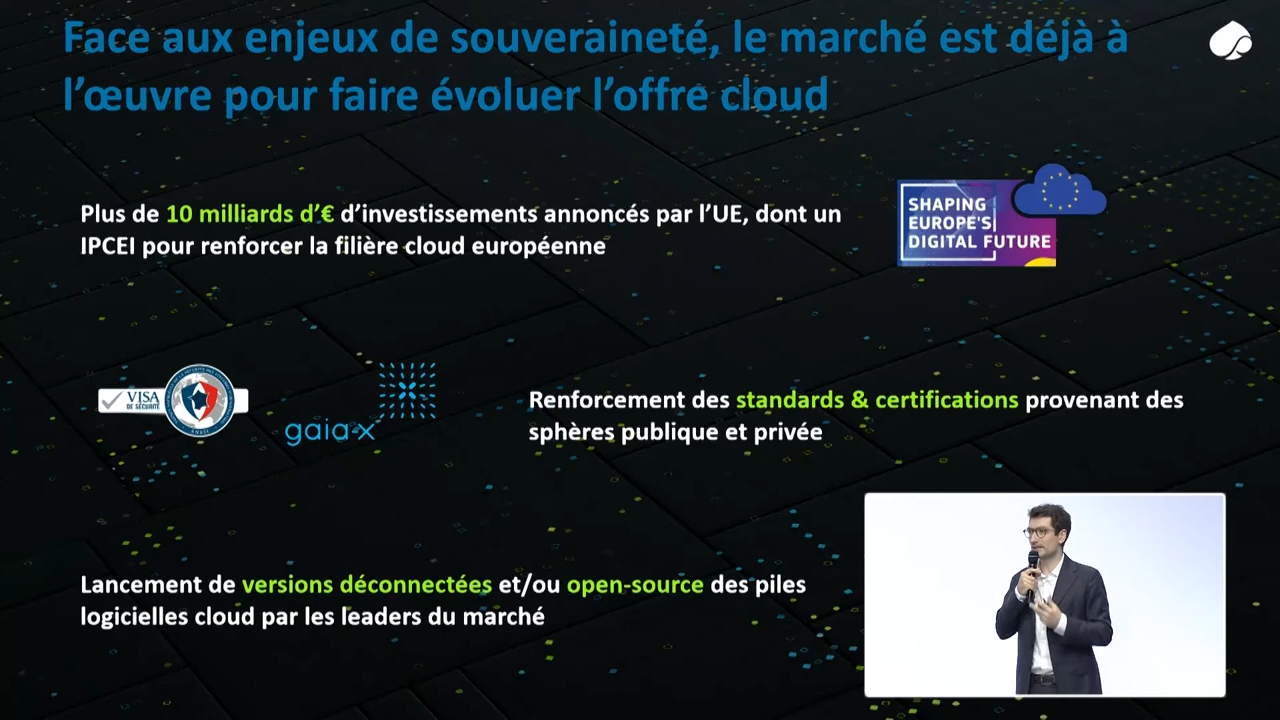 Face aux enjeux de souveraineté, le marché est déjà à
l’œuvre pour faire évoluer l’offre cloud
Plus de 10 milliards d’€ d’investissements annoncés par l’UE, dont un
IPCEI pour renforcer la filière cloud européenne
SHAPING
EUROPE'S
DIGITAL FUTURE
VISA
DE SÉCURITÉ
ANSSI
gaia-x
Renforcement des standards & certifications provenant des
sphères publique et privée
Lancement de versions déconnectées et/ou open-source des piles
logicielles cloud par les leaders du marché